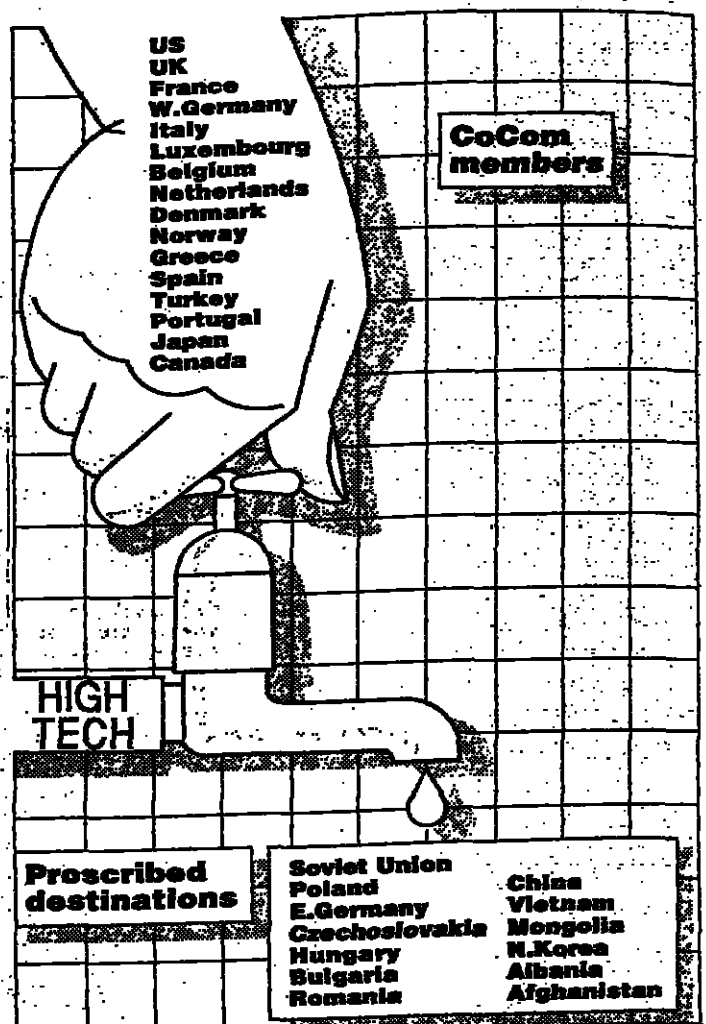 US
UK
France
W.Germany
Italy
Luxembourg
Belgium
Netherlands
Denmark
Norway
Greece
Spain
Turkey
Portugal
Japan
Canada
CoCom
members
HIGH
TECH
Proscribed
destinations
Soviet Union
Poland
E.Germany
Czechoslovakia
Hungary
Bulgaria
Romania
China
Vietnam
Mongolia
N.Korea
Albania
Afghanistan